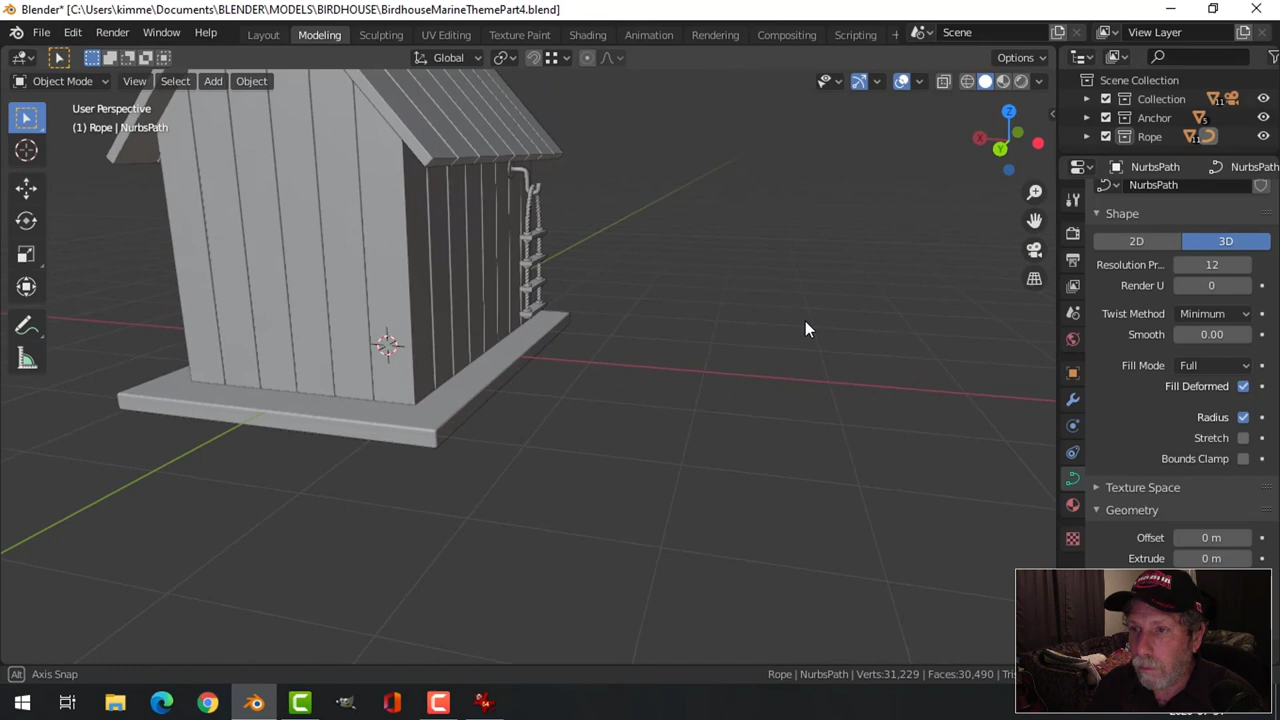 Blender* [C:\Users\kimme\Documents\BLENDER\MODELS\BIRDHOUSE\BirdhouseMarineThemePart4.blend]
File Edit Render Window Help Layout Modeling Sculpting UV Editing Texture Paint Shading Animation Rendering Compositing Scripting Scene View Layer
Global Options
Object Mode View Select Add Object
Scene Collection
User Perspective
(1) Rope | NurbsPath
Collection 11
Anchor 5
Rope 11
NurbsPath NurbsPath
NurbsPath
Shape
2D 3D
Resolution Pr... 12
Render U 0
Twist Method Minimum
Smooth 0.00
Fill Mode Full
Fill Deformed
Radius
Stretch
Bounds Clamp
Texture Space
Geometry
Offset 0 m
Extrude 0 m
Z
Y
X
Alt Axis Snap
Rope | NurbsPath | Verts:31,229 | Faces:30,490 | Tris